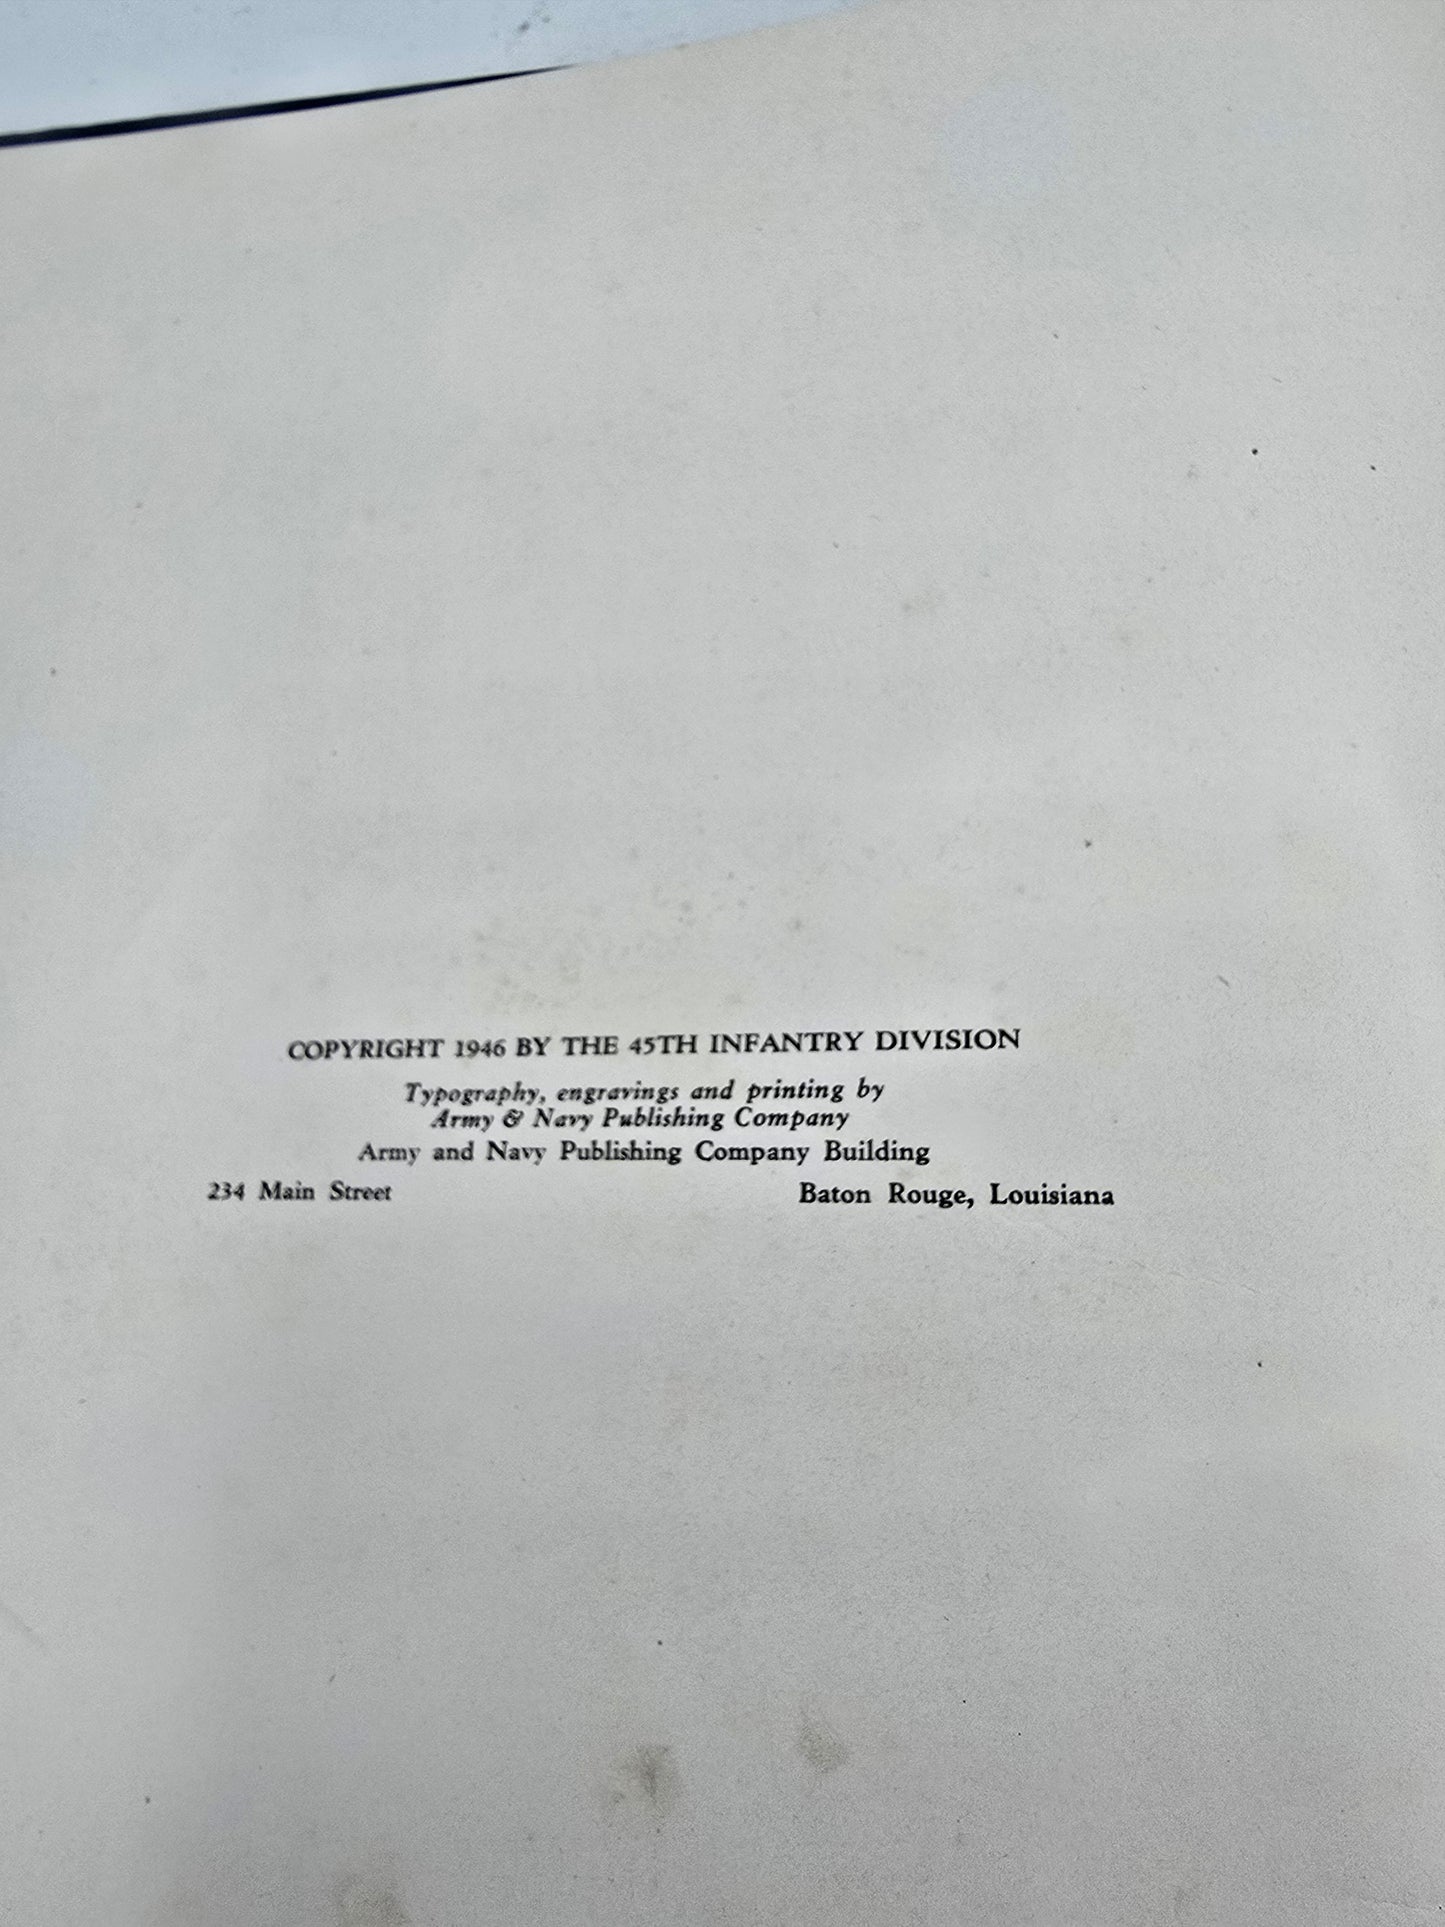 COPYRIGHT 1946 BY THE 45TH INFANTRY DIVISION
Typography, engravings and printing by
Army & Navy Publishing Company
Army and Navy Publishing Company Building
234 Main Street Baton Rouge, Louisiana